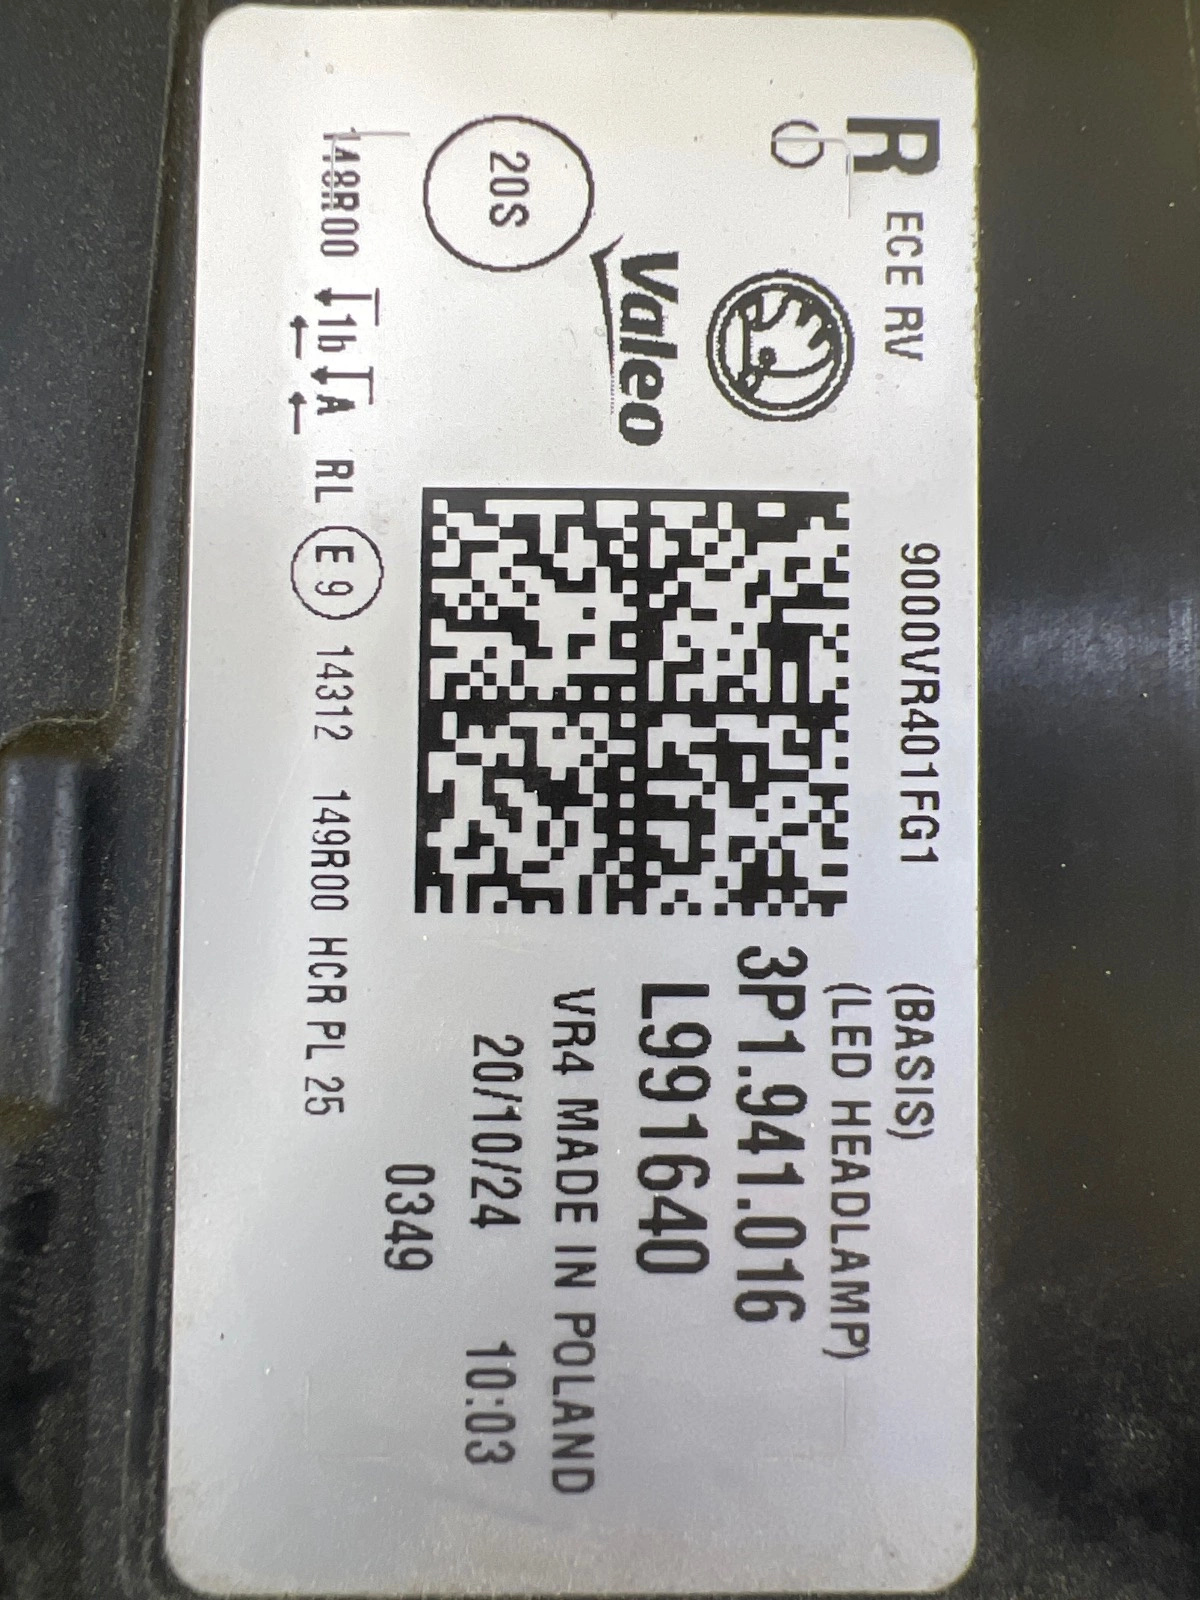 R ECE RV 9000VR401FG1 (BASIS)
(LED HEADLAMP)
3P1.941.016
Valeo
L991640
VR4 MADE IN POLAND
20S
20/10/24 10:03
0349
148R00 1b A RL E 9 14312 149R00 HCR PL 25